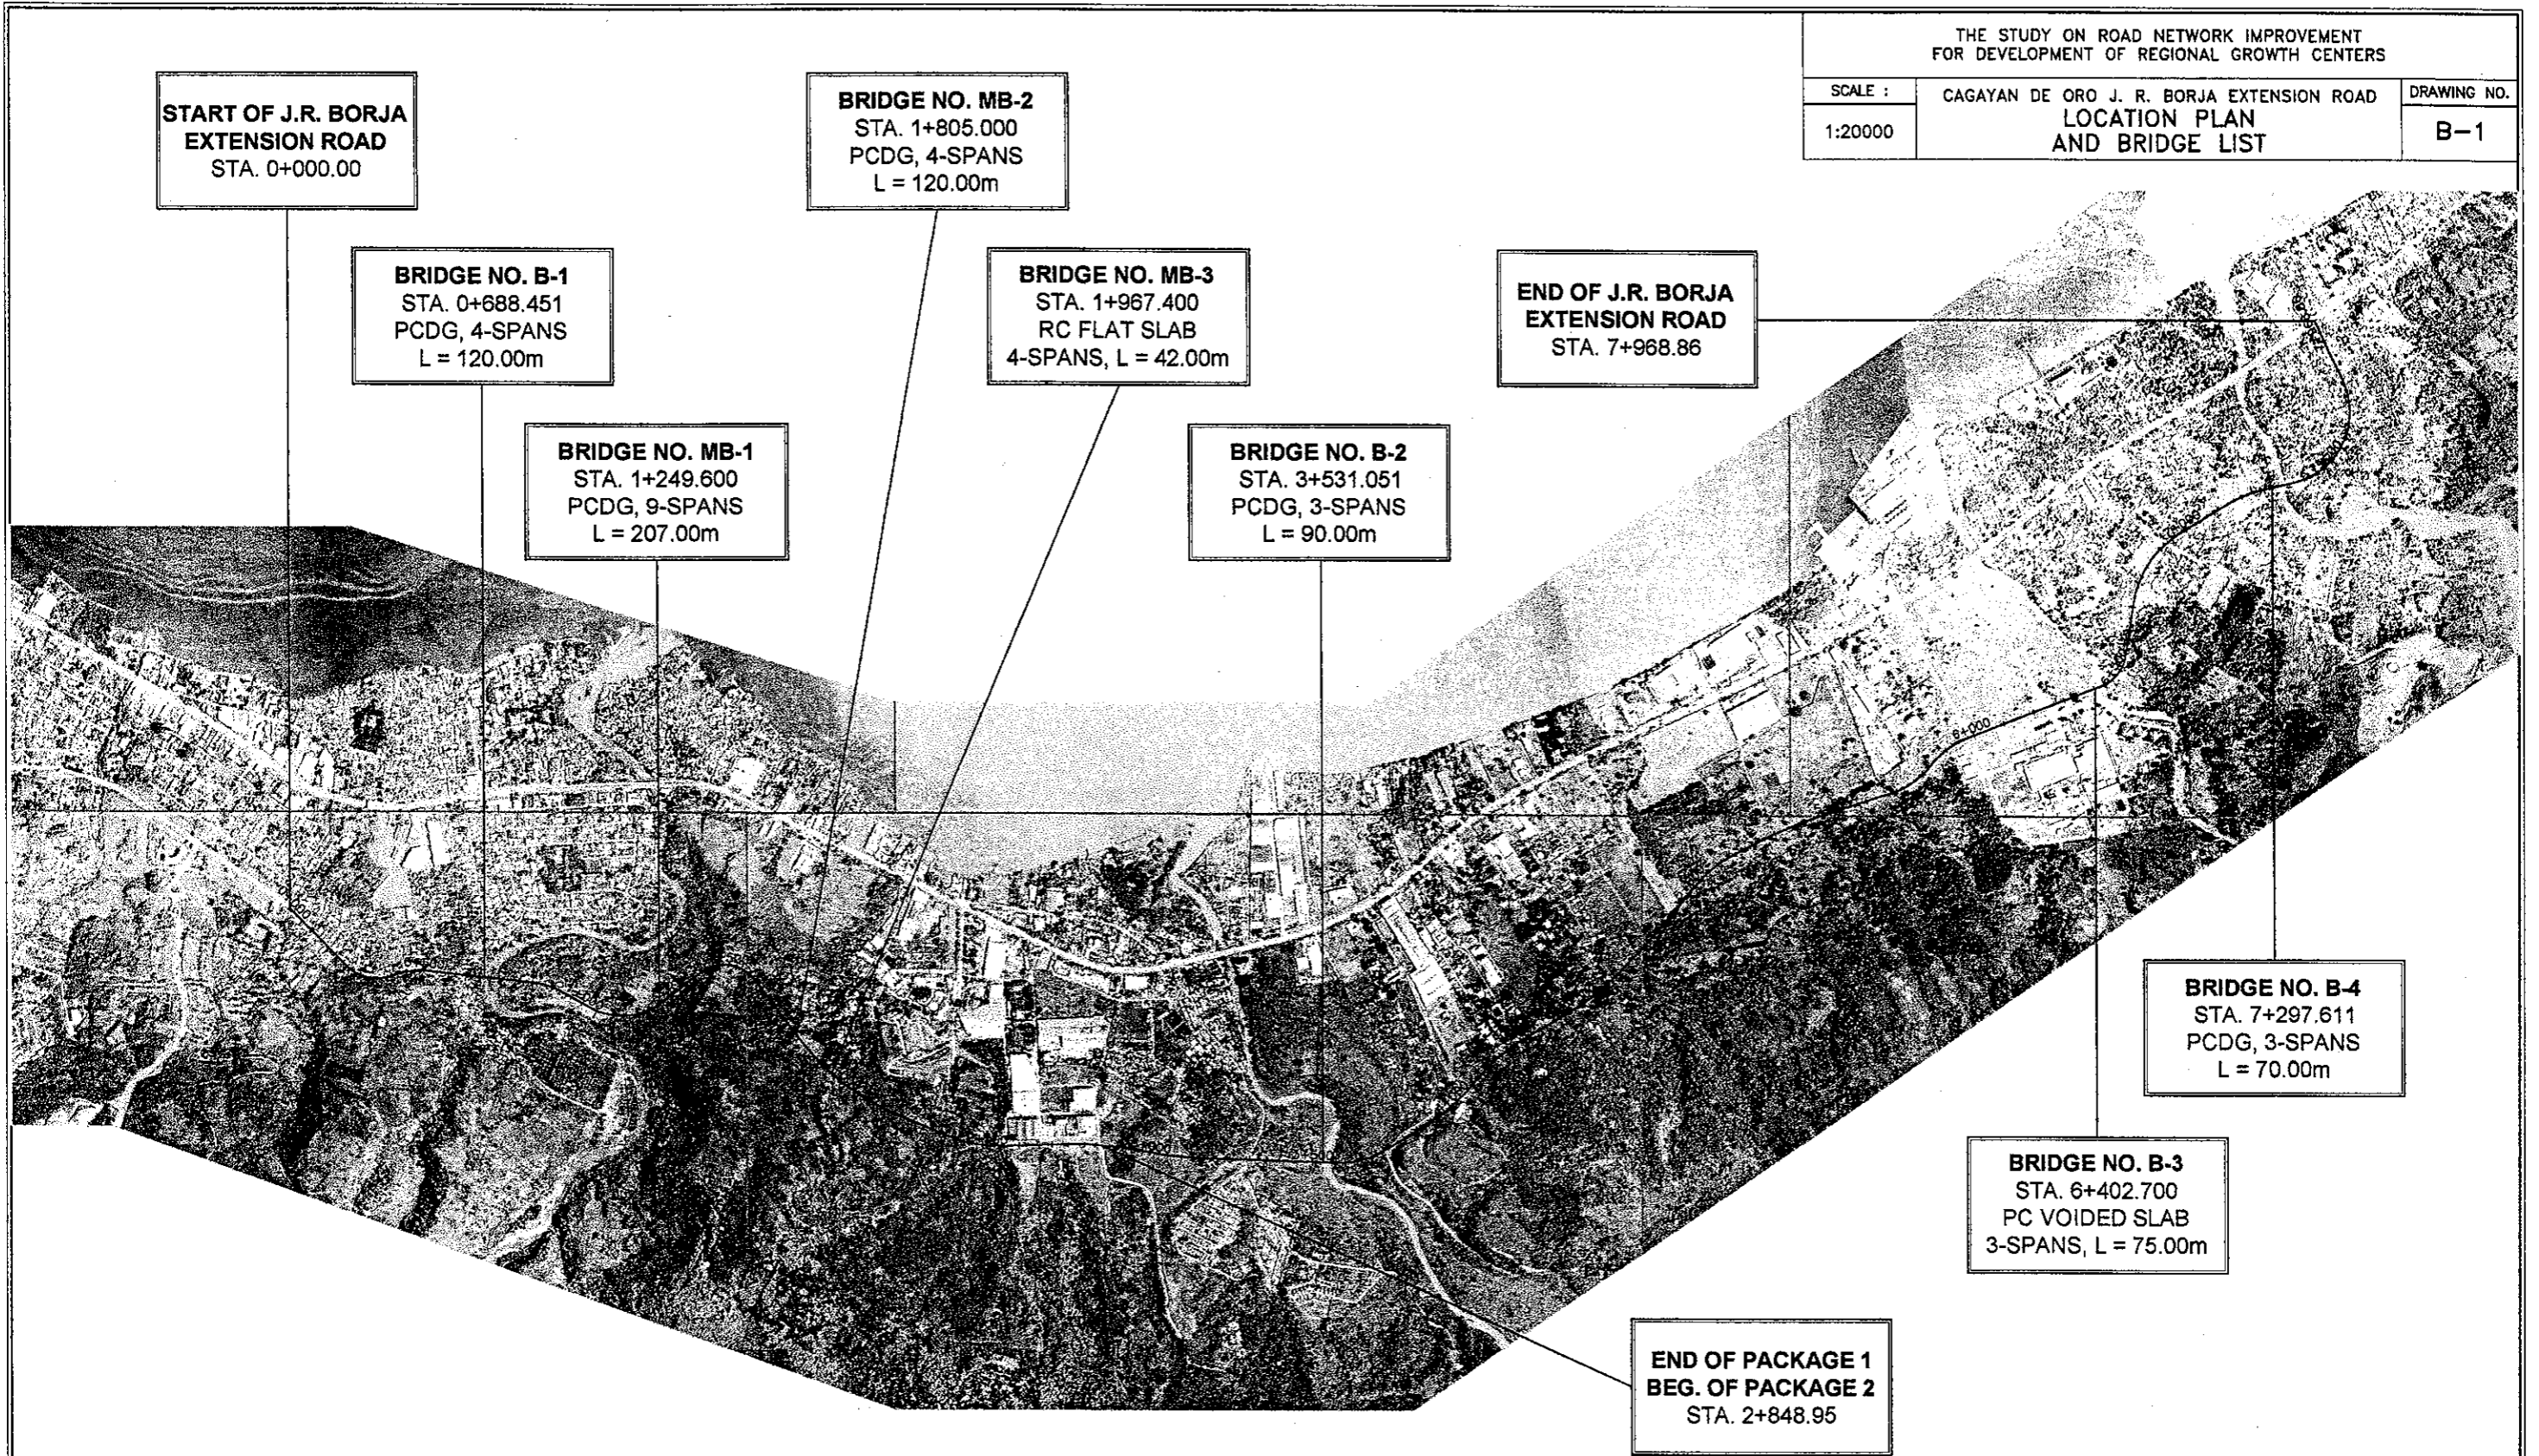 THE STUDY ON ROAD NETWORK IMPROVEMENT
FOR DEVELOPMENT OF REGIONAL GROWTH CENTERS
SCALE :
1:20000
CAGAYAN DE ORO J. R. BORJA EXTENSION ROAD
LOCATION PLAN
AND BRIDGE LIST
DRAWING NO.
B-1
START OF J.R. BORJA
EXTENSION ROAD
STA. 0+000.00
BRIDGE NO. B-1
STA. 0+688.451
PCDG, 4-SPANS
L = 120.00m
BRIDGE NO. MB-1
STA. 1+249.600
PCDG, 9-SPANS
L = 207.00m
BRIDGE NO. MB-2
STA. 1+805.000
PCDG, 4-SPANS
L = 120.00m
BRIDGE NO. MB-3
STA. 1+967.400
RC FLAT SLAB
4-SPANS, L = 42.00m
BRIDGE NO. B-2
STA. 3+531.051
PCDG, 3-SPANS
L = 90.00m
END OF J.R. BORJA
EXTENSION ROAD
STA. 7+968.86
6+000
BRIDGE NO. B-4
STA. 7+297.611
PCDG, 3-SPANS
L = 70.00m
BRIDGE NO. B-3
STA. 6+402.700
PC VOIDED SLAB
3-SPANS, L = 75.00m
END OF PACKAGE 1
BEG. OF PACKAGE 2
STA. 2+848.95